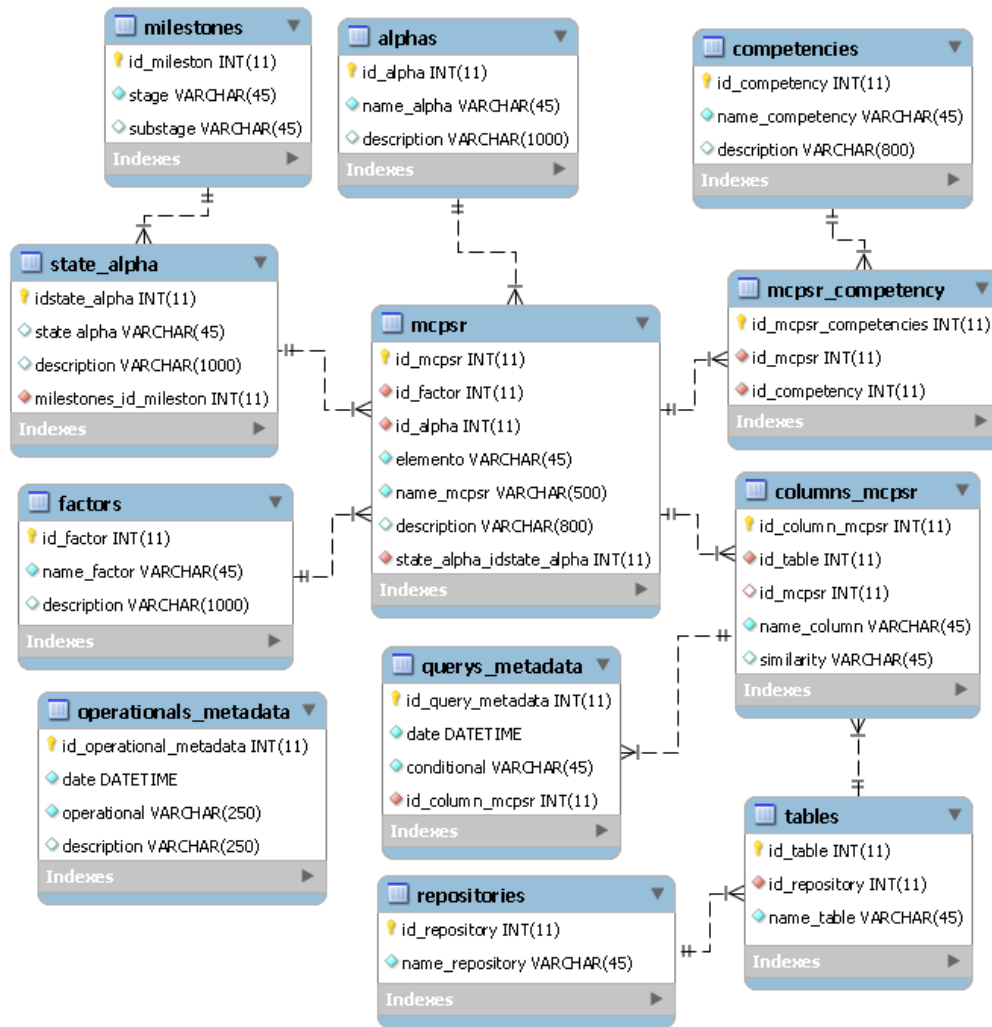 milestones
id_mileston INT(11)
stage VARCHAR(45)
substage VARCHAR(45)
Indexes
alphas
id_alpha INT(11)
name_alpha VARCHAR(45)
description VARCHAR(1000)
Indexes
competencies
id_competency INT(11)
name_competency VARCHAR(45)
description VARCHAR(800)
Indexes
state_alpha
idstate_alpha INT(11)
state alpha VARCHAR(45)
description VARCHAR(1000)
milestones_id_mileston INT(11)
Indexes
mcpsr
id_mcpsr INT(11)
id_factor INT(11)
id_alpha INT(11)
elemento VARCHAR(45)
name_mcpsr VARCHAR(500)
description VARCHAR(800)
state_alpha_idstate_alpha INT(11)
Indexes
mcpsr_competency
id_mcpsr_competencies INT(11)
id_mcpsr INT(11)
id_competency INT(11)
Indexes
factors
id_factor INT(11)
name_factor VARCHAR(45)
description VARCHAR(1000)
Indexes
columns_mcpsr
id_column_mcpsr INT(11)
id_table INT(11)
id_mcpsr INT(11)
name_column VARCHAR(45)
similarity VARCHAR(45)
Indexes
operationals_metadata
id_operational_metadata INT(11)
date DATETIME
operational VARCHAR(250)
description VARCHAR(250)
Indexes
querys_metadata
id_query_metadata INT(11)
date DATETIME
conditional VARCHAR(45)
id_column_mcpsr INT(11)
Indexes
tables
id_table INT(11)
id_repository INT(11)
name_table VARCHAR(45)
Indexes
repositories
id_repository INT(11)
name_repository VARCHAR(45)
Indexes